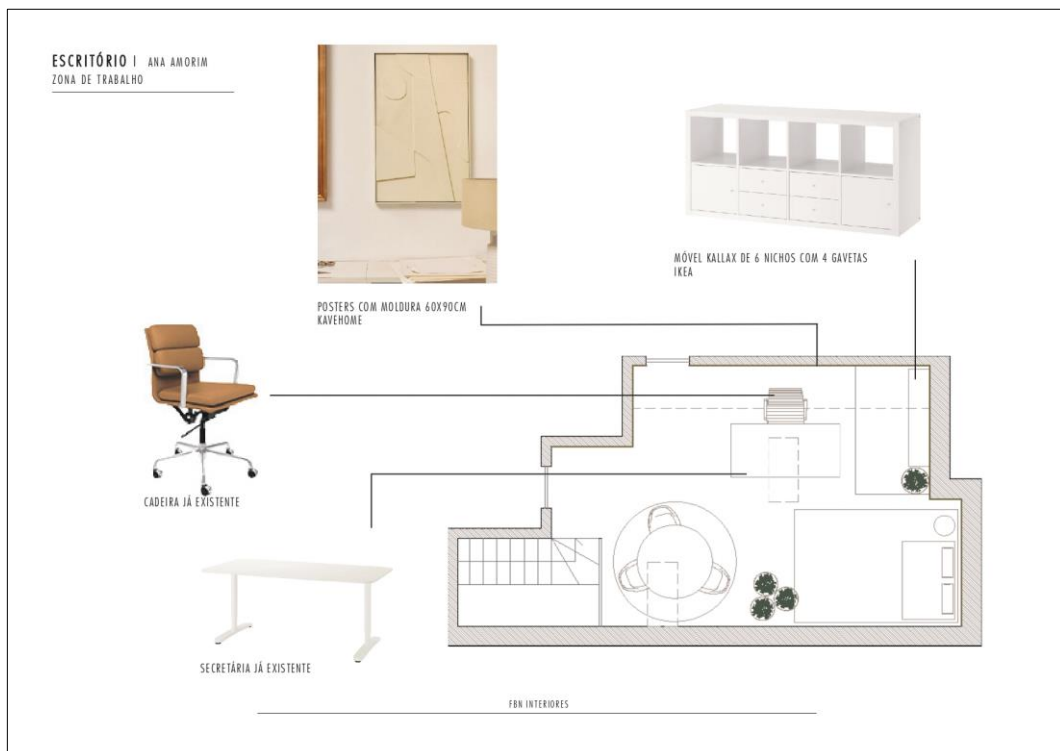 ESCRITÓRIO | ANA AMORIM
ZONA DE TRABALHO
MÓVEL KALLAX DE 6 NICHOS COM 4 GAVETAS
IKEA
POSTERS COM MOLDURA 60X90CM
KAVEHOME
CADEIRA JÁ EXISTENTE
SECRETÁRIA JÁ EXISTENTE
FBN INTERIORES